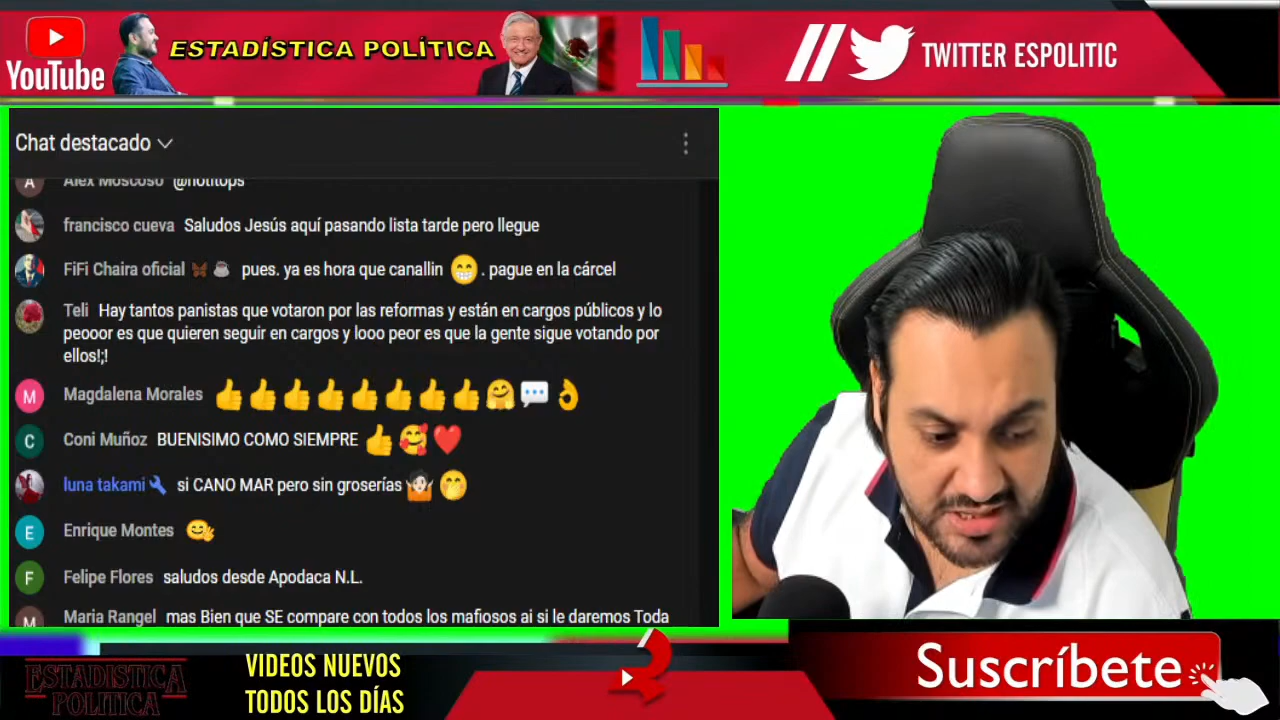 YouTube
ESTADÍSTICA POLÍTICA
TWITTER ESPOLITIC
Chat destacado
Alex Moscoso @notitops
francisco cueva Saludos Jesús aquí pasando lista tarde pero llegue
FiFi Chaira oficial 🦋 ☕ pues. ya es hora que canallin 😁 . pague en la cárcel
Teli Hay tantos panistas que votaron por las reformas y están en cargos públicos y lo
peooor es que quieren seguir en cargos y looo peor es que la gente sigue votando por
ellos!;!
M Magdalena Morales 👍👍👍👍👍👍👍👍🤗💬👌
C Coni Muñoz BUENISIMO COMO SIEMPRE 👍🥰❤️
luna takami si CANO MAR pero sin groserías 🤷🏻🤭
E Enrique Montes
F Felipe Flores saludos desde Apodaca N.L.
M Maria Rangel mas Bien que SE compare con todos los mafiosos ai si le daremos Toda
ESTADISTICA
POLITICA
VIDEOS NUEVOS
TODOS LOS DÍAS
Suscríbete